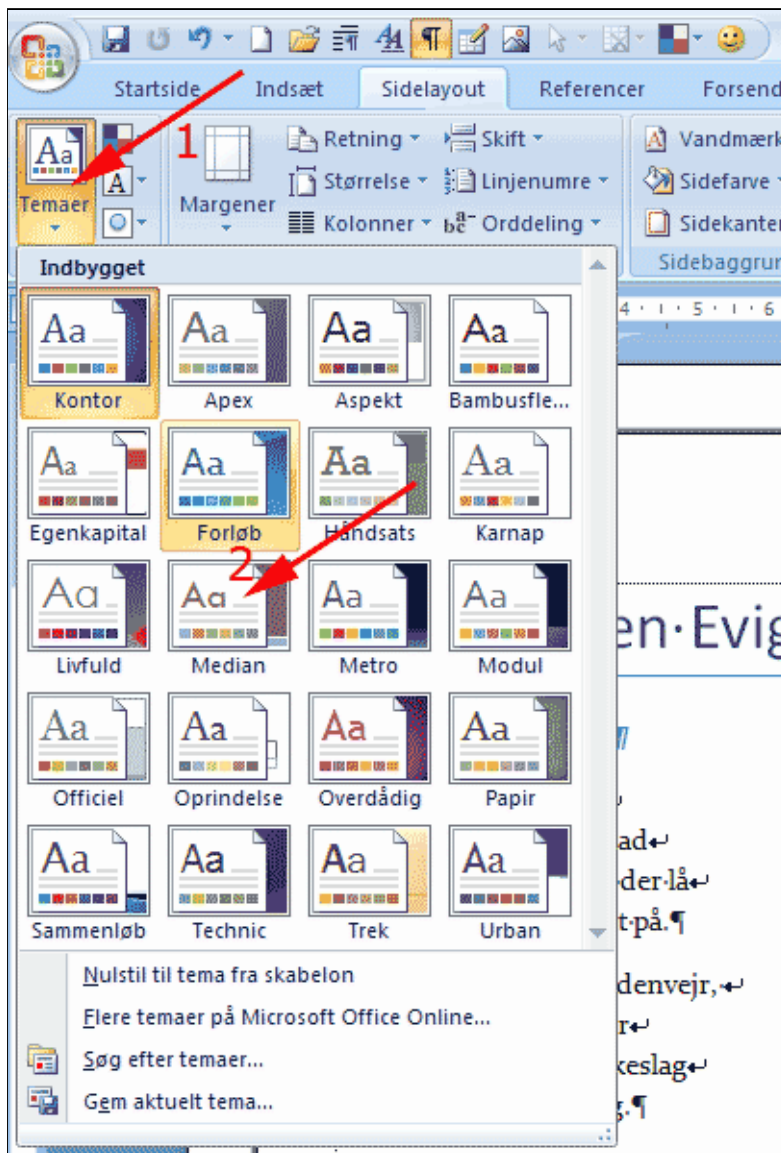 Startside Indsæt Sidelayout Referencer Forsend
Aa Temaer
A
1
Margener
Retning Skift
Størrelse Linjenumre
Kolonner Orddeling
Vandmærk
Sidefarve
Sidekanter
Sidebaggrun
Indbygget
4 · ı · 5 · ı · 6
Aa Aa Aa Aa
Kontor Apex Aspekt Bambusfle...
Aa Aa Aa Aa
Egenkapital Forløb Håndsats Karnap
2
Aa Aa Aa Aa
Livfuld Median Metro Modul
en·Evig
Aa Aa Aa Aa
Officiel Oprindelse Overdådig Papir
Aa Aa Aa Aa
Sammenløb Technic Trek Urban
ad↵
·der·lå↵
t·på.¶
Nulstil til tema fra skabelon
Flere temaer på Microsoft Office Online...
Søg efter temaer...
Gem aktuelt tema...
denvejr,·↵
r↵
keslag↵
g.¶